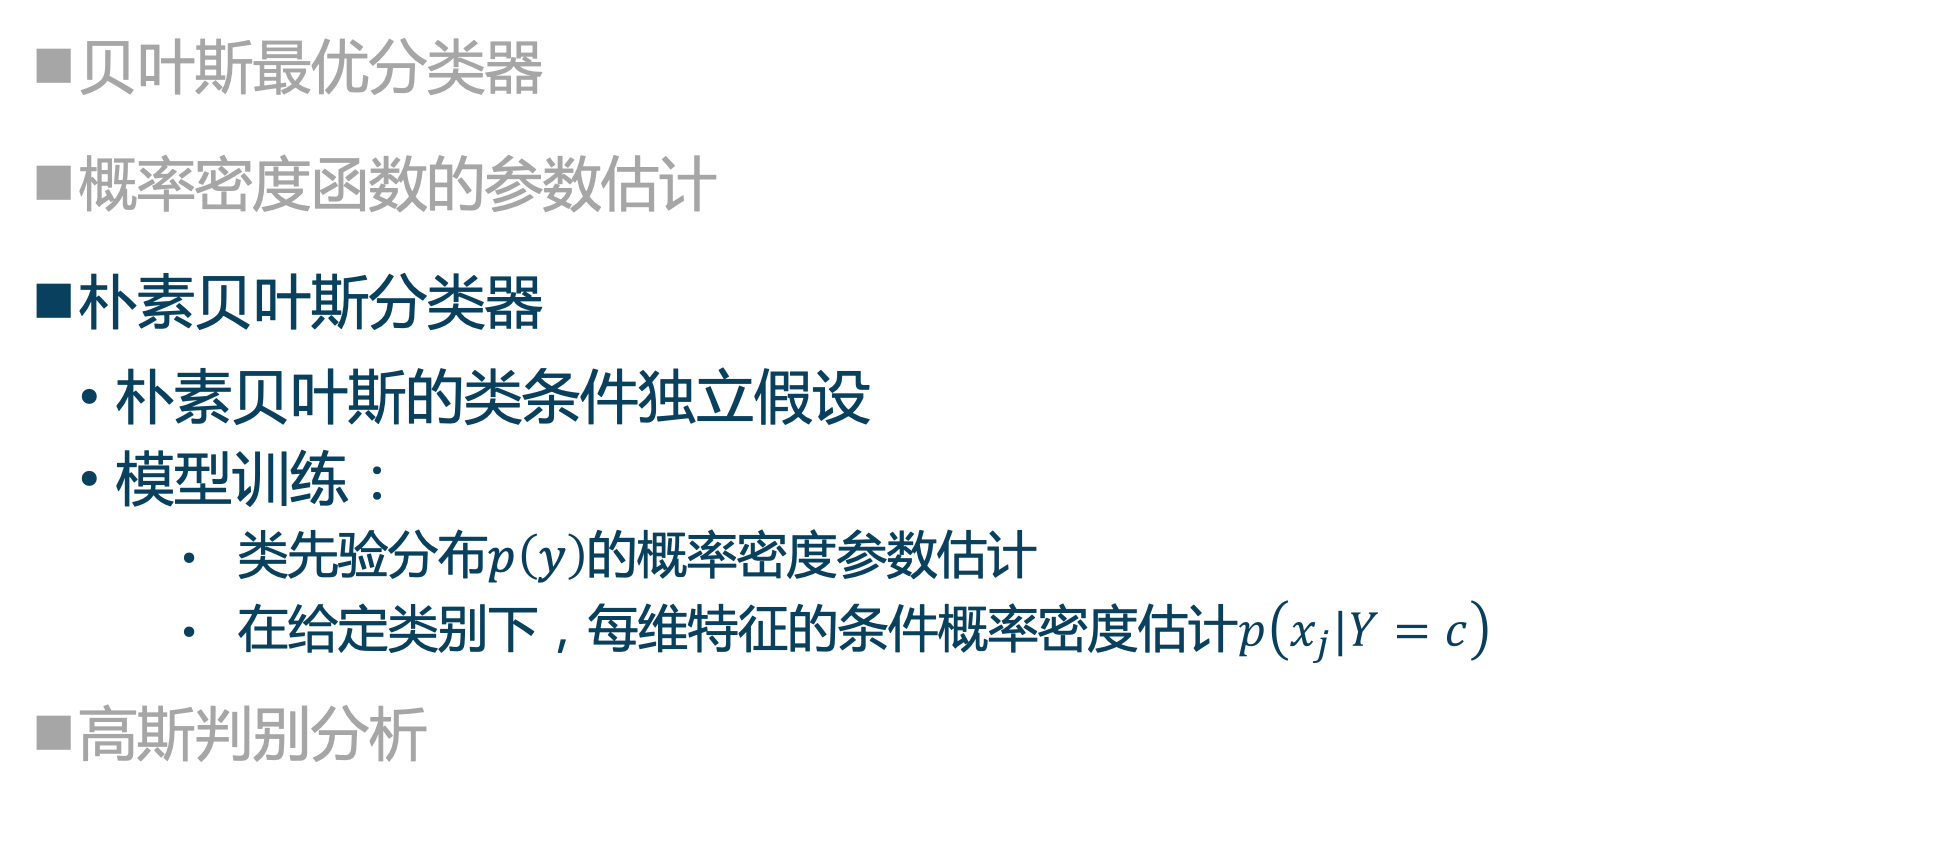 ■贝叶斯最优分类器
■概率密度函数的参数估计
■朴素贝叶斯分类器
• 朴素贝叶斯的类条件独立假设
• 模型训练：
• 类先验分布p(y)的概率密度参数估计
• 在给定类别下，每维特征的条件概率密度估计p(x_j|Y = c)
■高斯判别分析